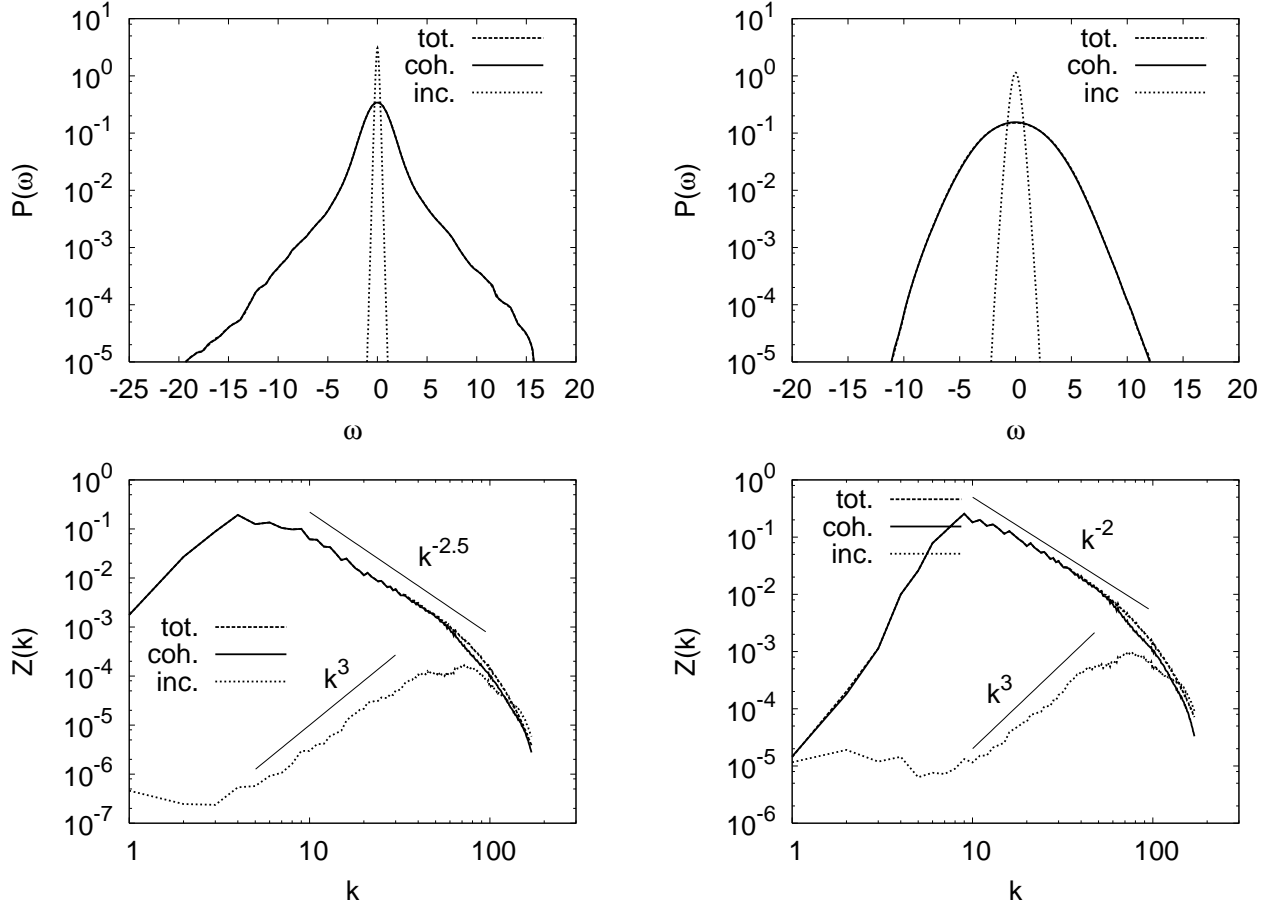 10^1
10^0
10^-1
10^-2
10^-3
10^-4
10^-5
P(ω)
-25 -20 -15 -10 -5 0 5 10 15 20
ω
tot.
coh.
inc.
10^1
10^0
10^-1
10^-2
10^-3
10^-4
10^-5
P(ω)
-20 -15 -10 -5 0 5 10 15 20
ω
tot.
coh.
inc
10^0
10^-1
10^-2
10^-3
10^-4
10^-5
10^-6
10^-7
Z(k)
1 10 100
k
k^-2.5
k^3
tot.
coh.
inc.
10^0
10^-1
10^-2
10^-3
10^-4
10^-5
10^-6
Z(k)
1 10 100
k
tot.
coh.
inc.
k^-2
k^3